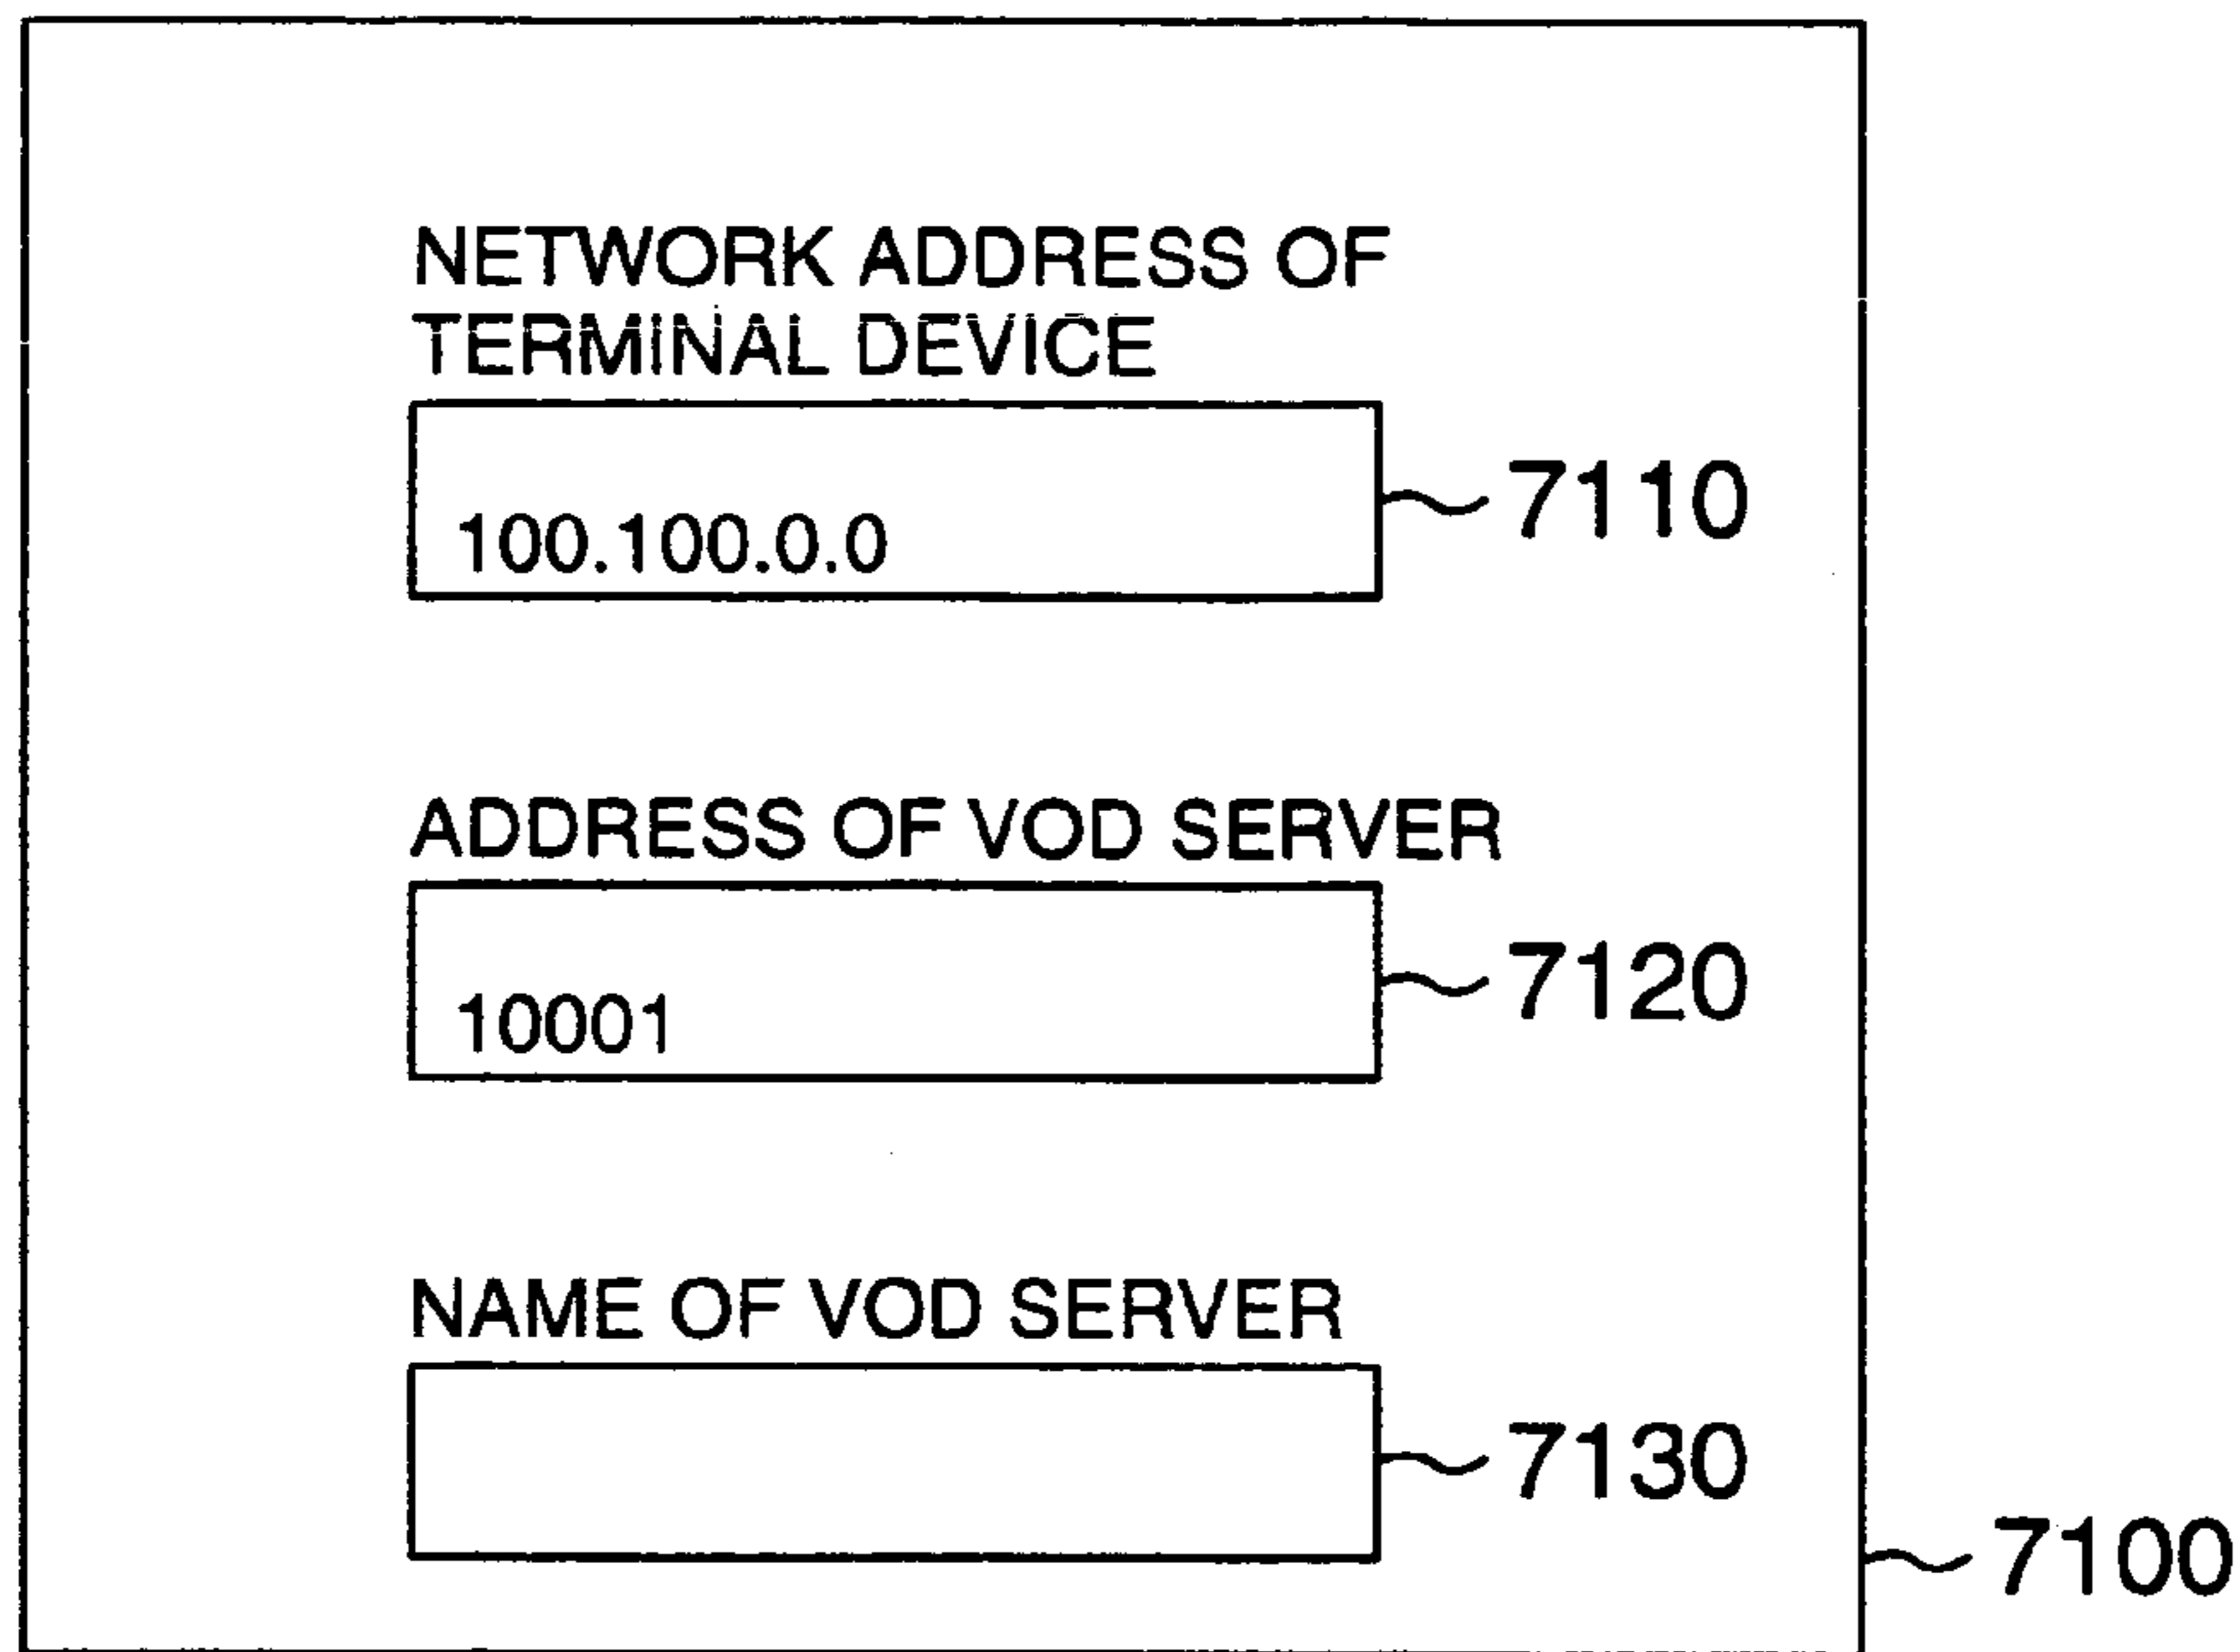 NETWORK ADDRESS OF
TERMINAL DEVICE
100.100.0.0
7110
ADDRESS OF VOD SERVER
10001
7120
NAME OF VOD SERVER
7130
7100